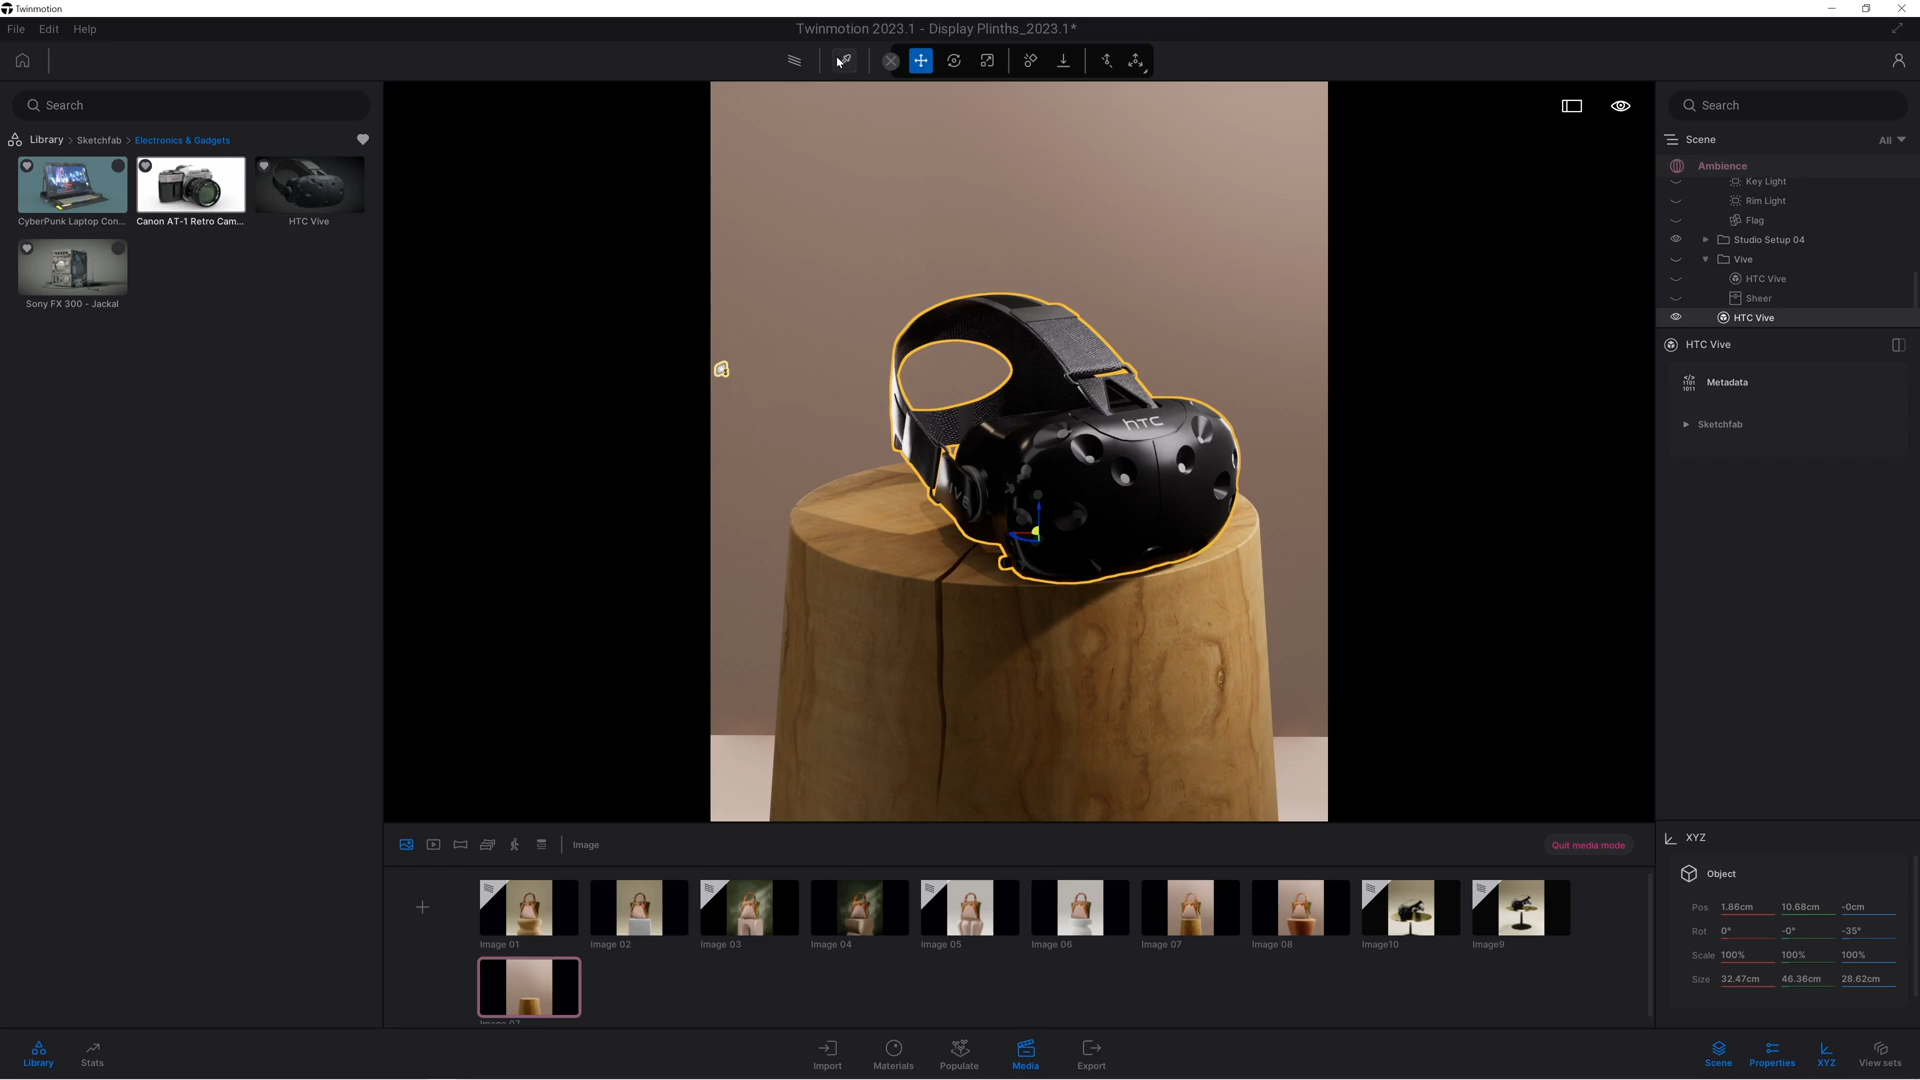 Twinmotion
File Edit Help
Twinmotion 2023.1 - Display Plinths_2023.1*
Search
Search
Library > Sketchfab > Electronics & Gadgets
Scene
All
Ambience
Key Light
Rim Light
Flag
Studio Setup 04
Vive
HTC Vive
Sheer
HTC Vive
CyberPunk Laptop Con...
Canon AT-1 Retro Cam...
HTC Vive
Sony FX 300 - Jackal
HTC Vive
Metadata
Sketchfab
hTC
VIVE
Image
Quit media mode
XYZ
Object
Pos 1.86cm 10.68cm -0cm
Rot 0° -0° -35°
Scale 100% 100% 100%
Size 32.47cm 46.36cm 28.62cm
Image 01
Image 02
Image 03
Image 04
Image 05
Image 06
Image 07
Image 08
Image10
Image9
Image 07
Library
Stats
Import
Materials
Populate
Media
Export
Scene
Properties
XYZ
View sets